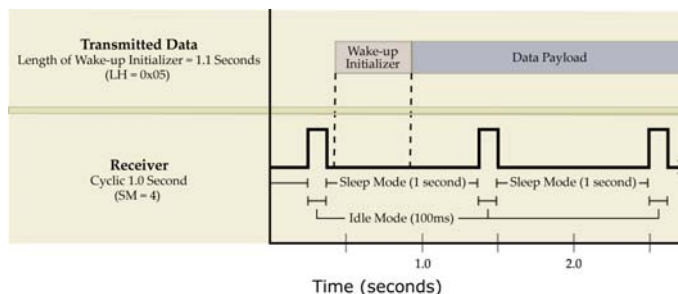 Transmitted Data
Length of Wake-up Initializer = 1.1 Seconds
(LH = 0x05)
Wake-up
Initializer
Data Payload
Receiver
Cyclic 1.0 Second
(SM = 4)
Sleep Mode (1 second)
Sleep Mode (1 second)
Idle Mode (100ms)
1.0
2.0
Time (seconds)